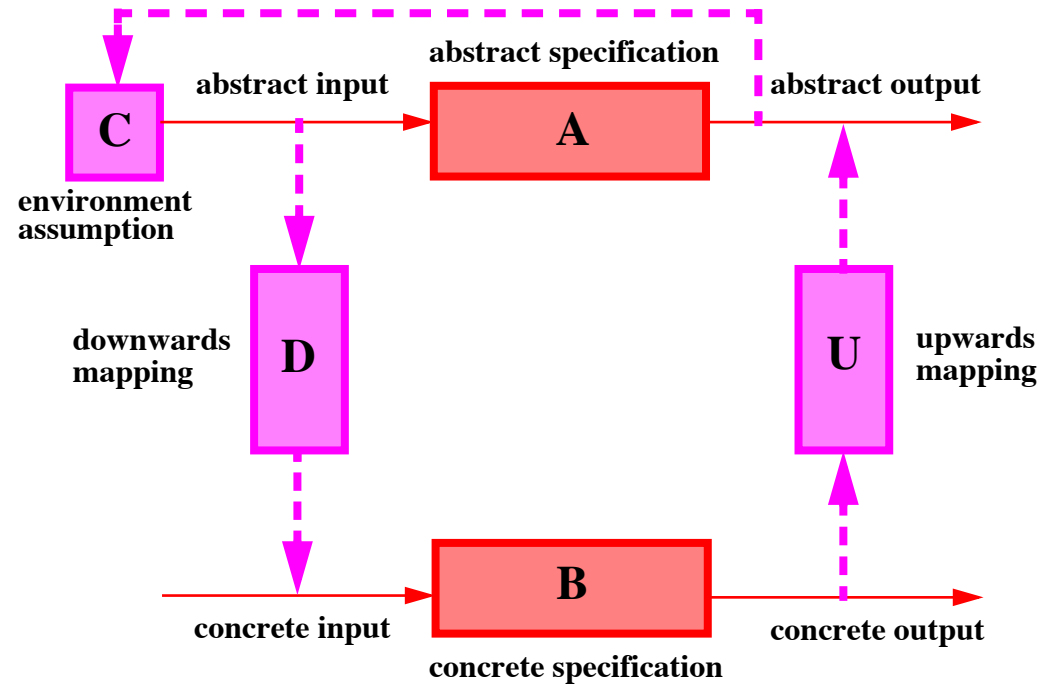 abstract specification
abstract input
abstract output
C
A
environment
assumption
downwards
mapping
D
U
upwards
mapping
B
concrete input
concrete output
concrete specification